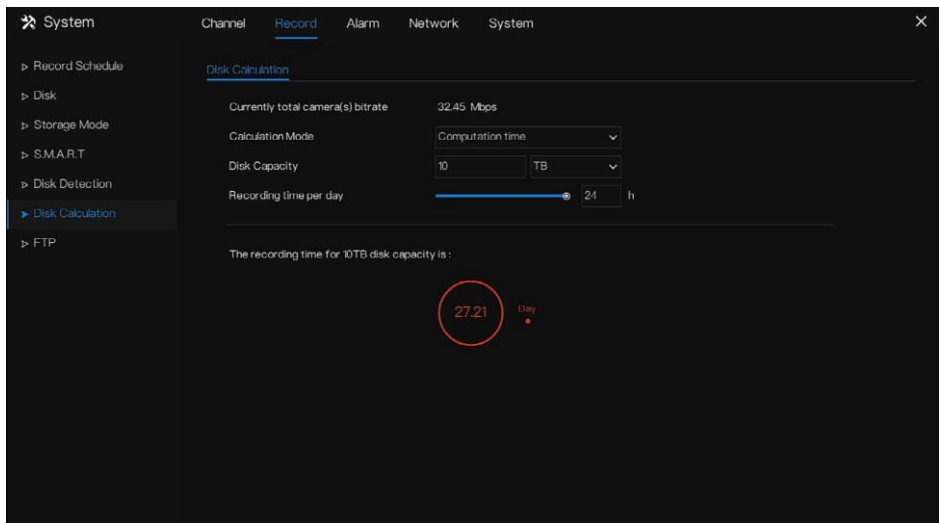 System Channel Record Alarm Network System
Record Schedule
Disk
Storage Mode
S.M.A.R.T
Disk Detection
Disk Calculation
FTP
Disk Calculation
Currently total camera(s) bitrate 32.45 Mbps
Calculation Mode Computation time
Disk Capacity 10 TB
Recording time per day 24 h
The recording time for 10TB disk capacity is :
27.21 Day